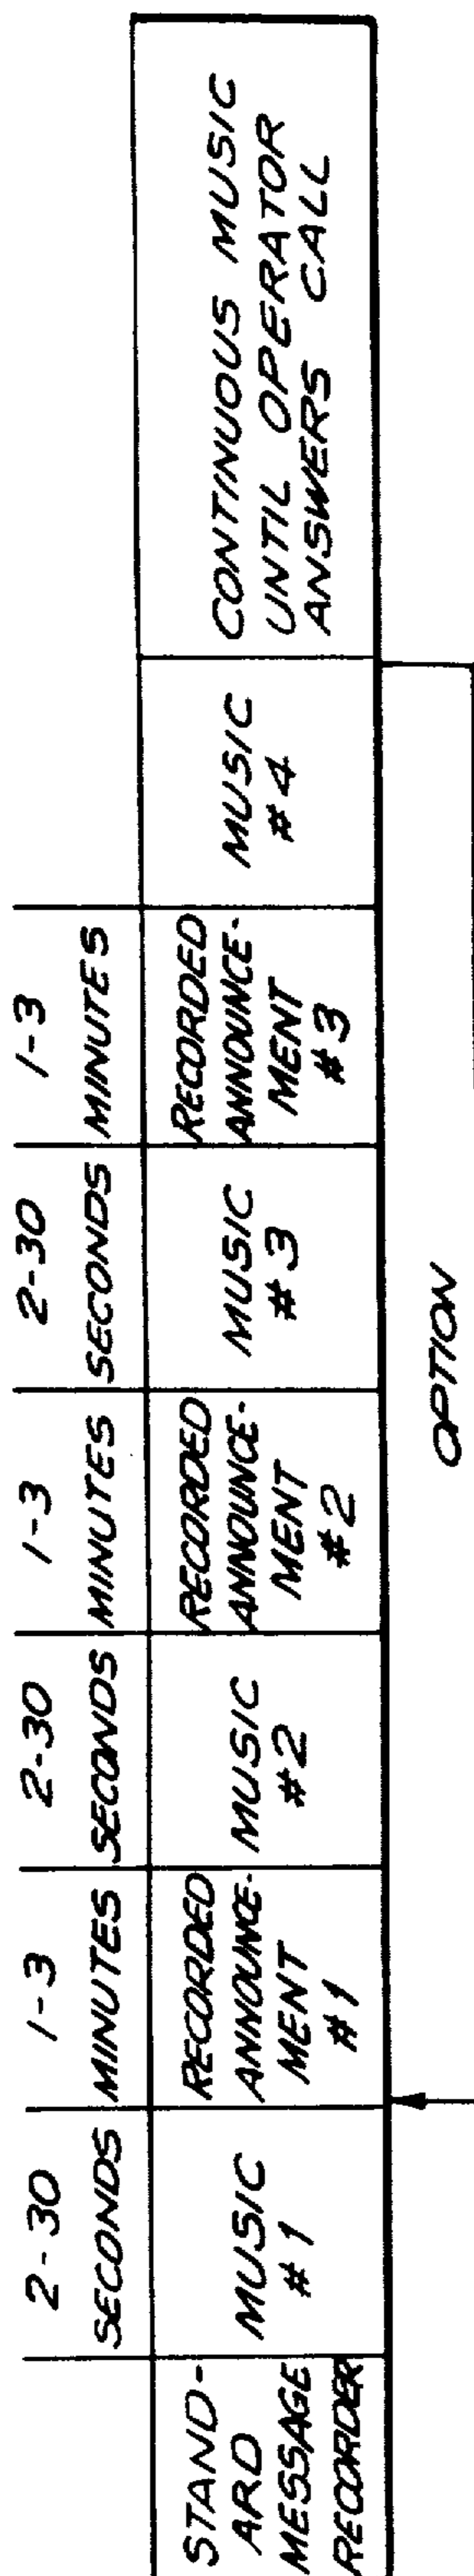 STAND-
ARD
MESSAGE
RECORDER
2-30
SECONDS
MUSIC
#1
1-3
MINUTES
RECORDED
ANNOUNCE-
MENT
#1
2-30
SECONDS
MUSIC
#2
1-3
MINUTES
RECORDED
ANNOUNCE-
MENT
#2
2-30
SECONDS
MUSIC
#3
1-3
MINUTES
RECORDED
ANNOUNCE-
MENT
#3
MUSIC
#4
CONTINUOUS MUSIC
UNTIL OPERATOR
ANSWERS CALL
OPTION